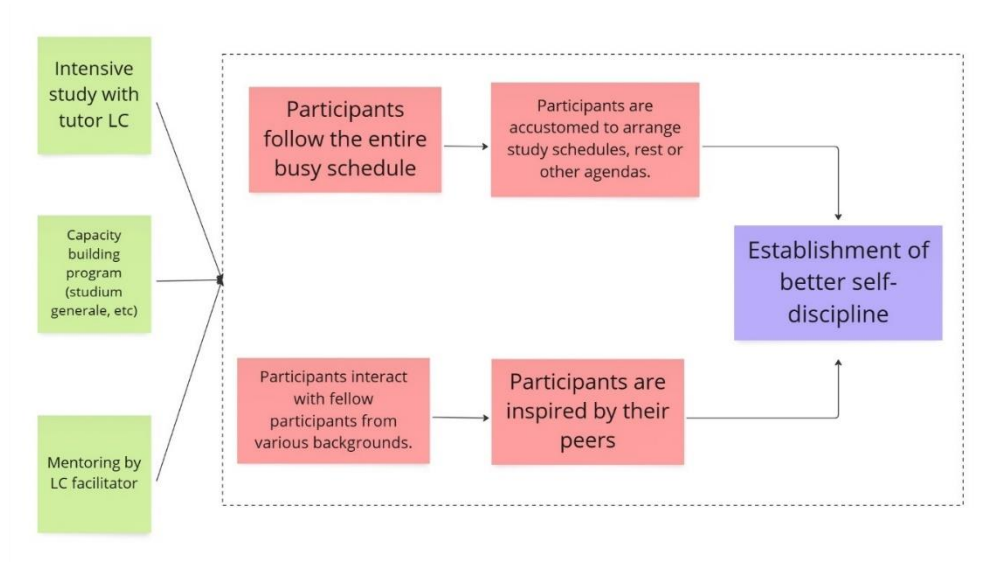 Intensive
study with
tutor LC
Capacity
building
program
(studium
generale, etc)
Mentoring by
LC facilitator
Participants
follow the entire
busy schedule
Participants are
accustomed to arrange
study schedules, rest or
other agendas.
Participants interact
with fellow
participants from
various backgrounds.
Participants are
inspired by their
peers
Establishment of
better self-
discipline